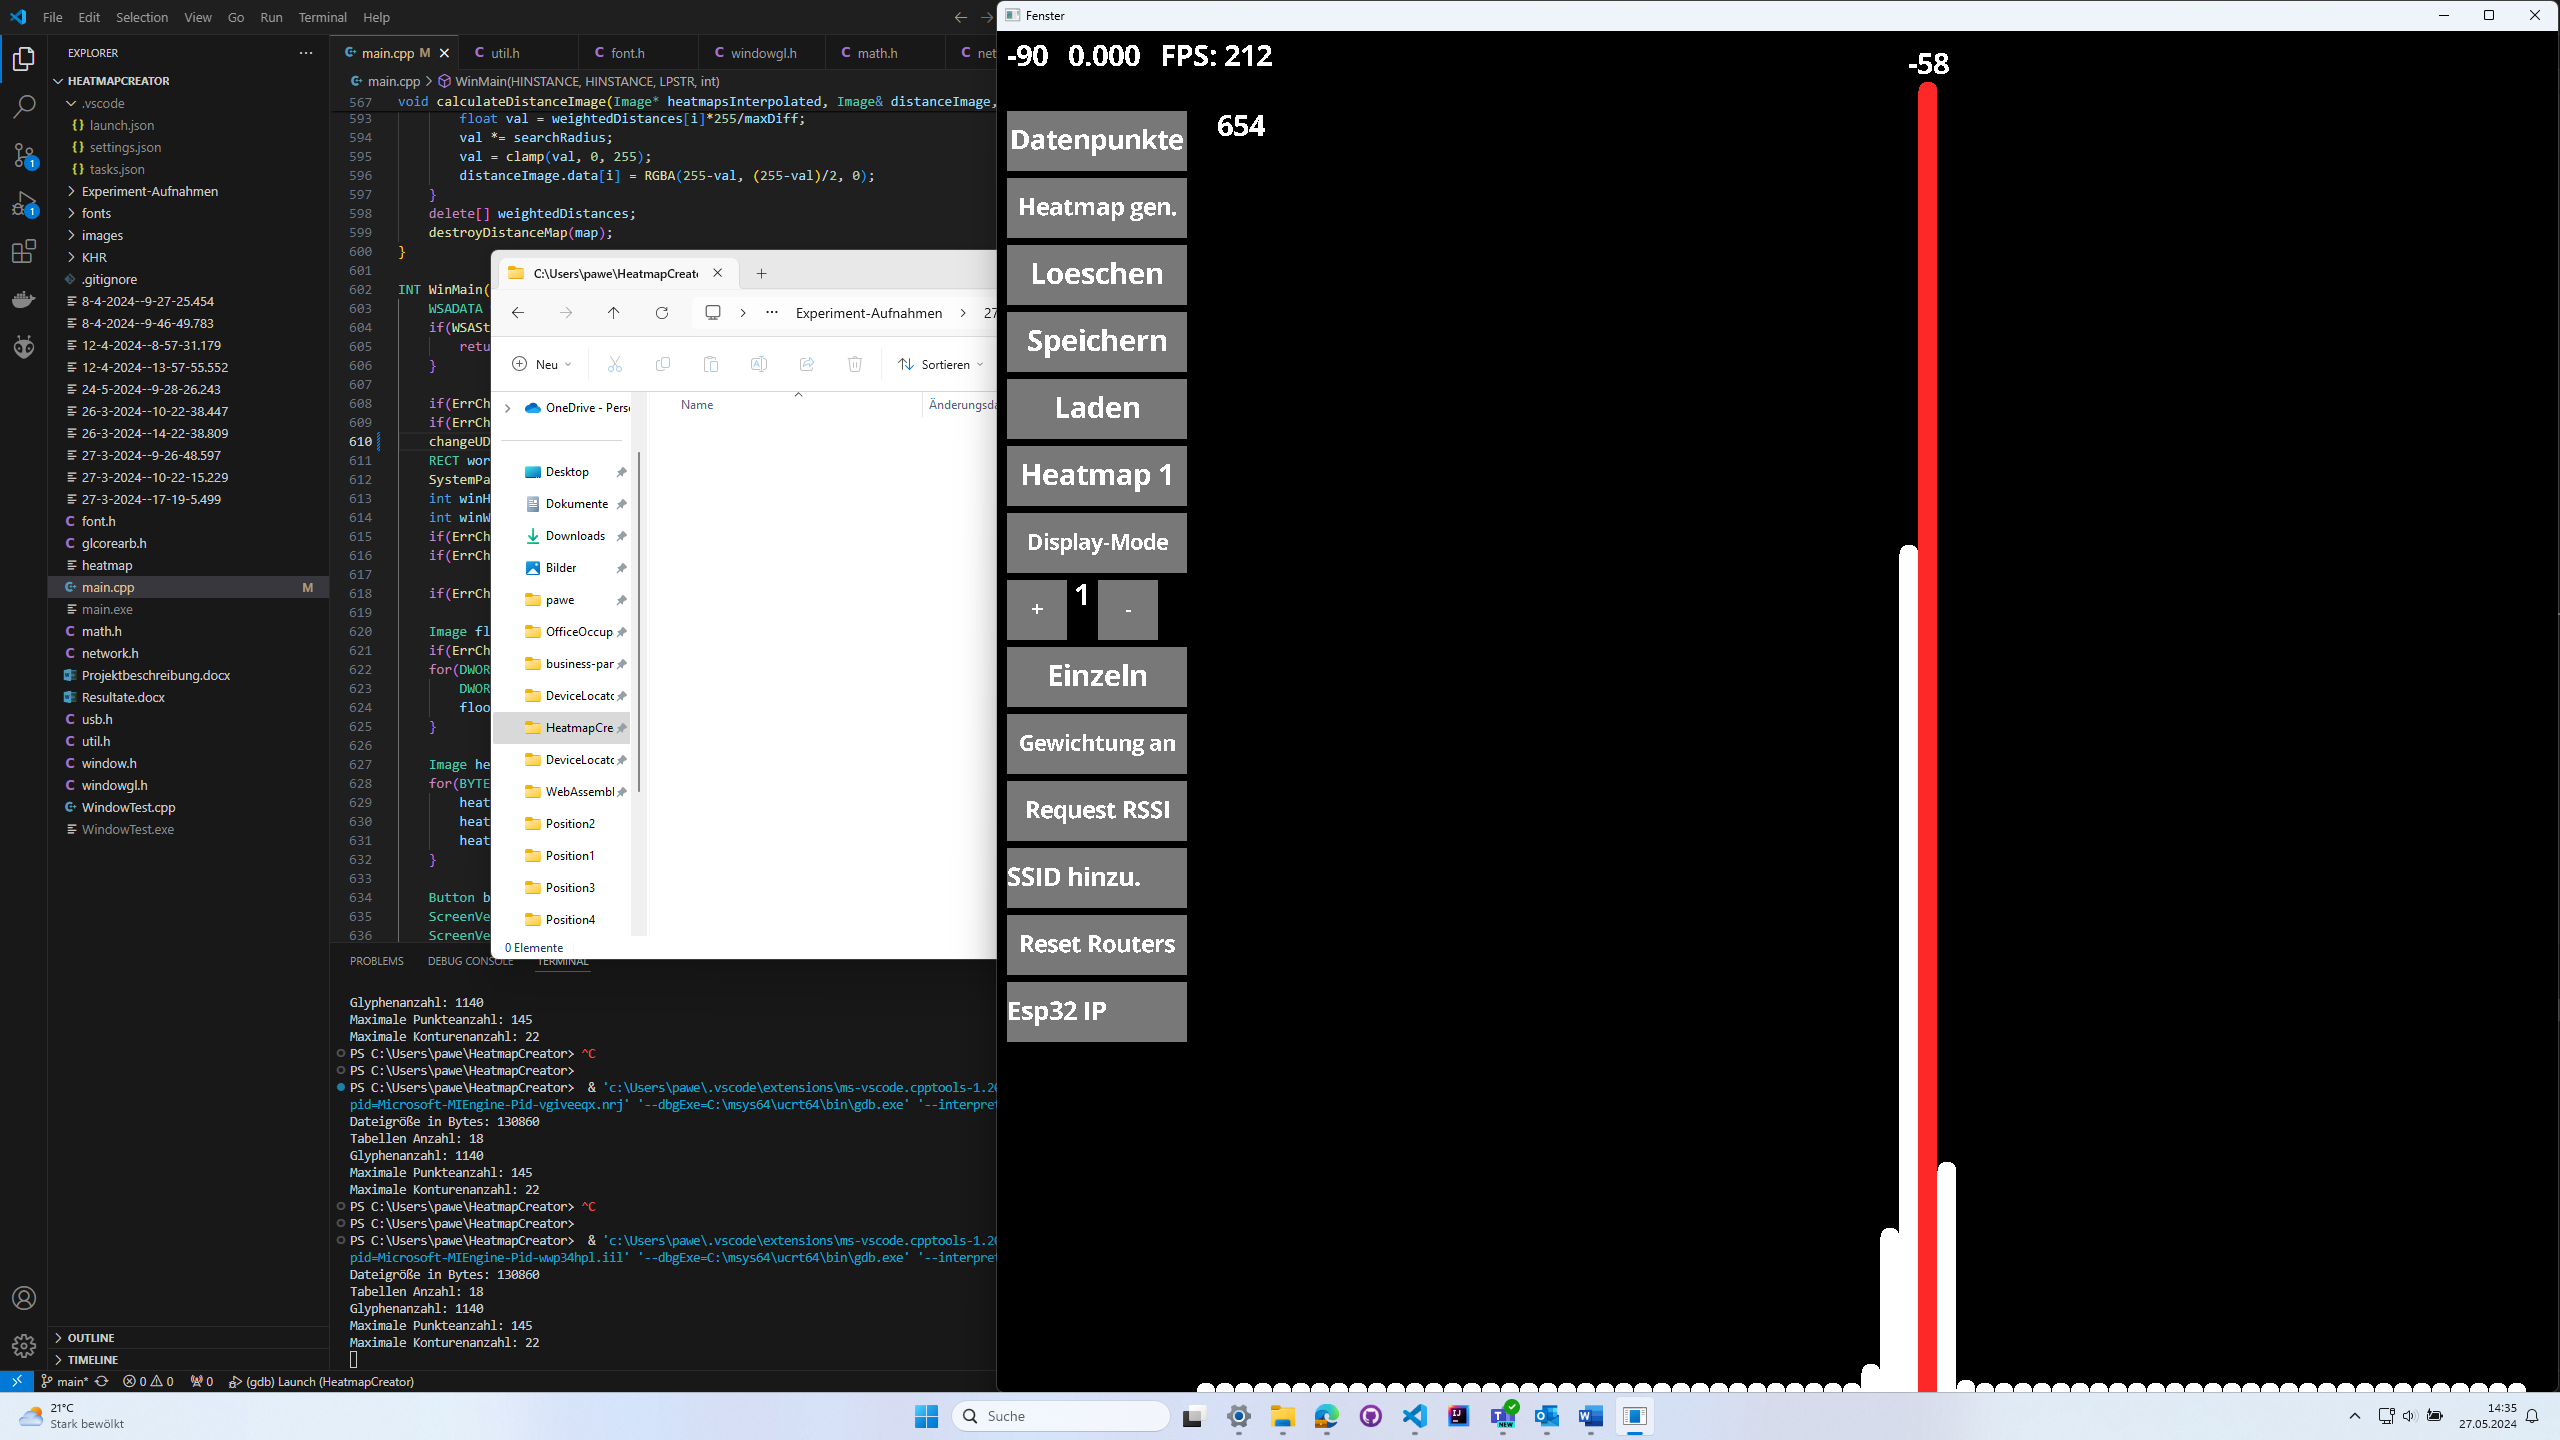 File Edit Selection View Go Run Terminal Help
EXPLORER
HEATMAPCREATOR
.vscode
launch.json
settings.json
tasks.json
Experiment-Aufnahmen
fonts
images
KHR
.gitignore
8-4-2024--9-27-25.454
8-4-2024--9-46-49.783
12-4-2024--8-57-31.179
12-4-2024--13-57-55.552
24-5-2024--9-28-26.243
26-3-2024--10-22-38.447
26-3-2024--14-22-38.809
27-3-2024--9-26-48.597
27-3-2024--10-22-15.229
27-3-2024--17-19-5.499
font.h
glcorearb.h
heatmap
main.cpp M
main.exe
math.h
network.h
Projektbeschreibung.docx
Resultate.docx
usb.h
util.h
window.h
windowgl.h
WindowTest.cpp
WindowTest.exe
OUTLINE
TIMELINE
main.cpp M util.h font.h windowgl.h math.h net
main.cpp > WinMain(HINSTANCE, HINSTANCE, LPSTR, int)
567 void calculateDistanceImage(Image* heatmapsInterpolated, Image& distanceImage,
593 float val = weightedDistances[i]*255/maxDiff;
594 val *= searchRadius;
595 val = clamp(val, 0, 255);
596 distanceImage.data[i] = RGBA(255-val, (255-val)/2, 0);
597 }
598 delete[] weightedDistances;
599 destroyDistanceMap(map);
600 }
601
602 INT WinMain(
603 WSADATA
604 if(WSASt
605 retu
606 }
607
608 if(ErrCh
609 if(ErrCh
610 changeUD
611 RECT wor
612 SystemPa
613 int winH
614 int winW
615 if(ErrCh
616 if(ErrCh
617
618 if(ErrCh
619
620 Image fl
621 if(ErrCh
622 for(DWOR
623 DWOR
624 floo
625 }
626
627 Image he
628 for(BYTE
629 heat
630 heat
631 heat
632 }
633
634 Button b
635 ScreenVe
636 ScreenVe
C:\Users\pawe\HeatmapCreate
Experiment-Aufnahmen > 27
Neu Sortieren
Name Änderungsda
OneDrive - Perso
Desktop
Dokumente
Downloads
Bilder
pawe
OfficeOccup
business-par
DeviceLocato
HeatmapCre
DeviceLocato
WebAssembl
Position2
Position1
Position3
Position4
0 Elemente
PROBLEMS DEBUG CONSOLE TERMINAL
Glyphenanzahl: 1140
Maximale Punkteanzahl: 145
Maximale Konturenanzahl: 22
PS C:\Users\pawe\HeatmapCreator> ^C
PS C:\Users\pawe\HeatmapCreator>
PS C:\Users\pawe\HeatmapCreator> & 'c:\Users\pawe\.vscode\extensions\ms-vscode.cpptools-1.20
pid=Microsoft-MIEngine-Pid-vgiveeqx.nrj' '--dbgExe=C:\msys64\ucrt64\bin\gdb.exe' '--interpret
Dateigröße in Bytes: 130860
Tabellen Anzahl: 18
Glyphenanzahl: 1140
Maximale Punkteanzahl: 145
Maximale Konturenanzahl: 22
PS C:\Users\pawe\HeatmapCreator> ^C
PS C:\Users\pawe\HeatmapCreator>
PS C:\Users\pawe\HeatmapCreator> & 'c:\Users\pawe\.vscode\extensions\ms-vscode.cpptools-1.20
pid=Microsoft-MIEngine-Pid-wwp34hpl.iil' '--dbgExe=C:\msys64\ucrt64\bin\gdb.exe' '--interpret
Dateigröße in Bytes: 130860
Tabellen Anzahl: 18
Glyphenanzahl: 1140
Maximale Punkteanzahl: 145
Maximale Konturenanzahl: 22
main* 0 0 0 (gdb) Launch (HeatmapCreator)
Fenster
-90 0.000 FPS: 212
-58
654
Datenpunkte
Heatmap gen.
Loeschen
Speichern
Laden
Heatmap 1
Display-Mode
+ 1 -
Einzeln
Gewichtung an
Request RSSI
SSID hinzu.
Reset Routers
Esp32 IP
21°C
Stark bewölkt
Suche
NEW
14:35
27.05.2024